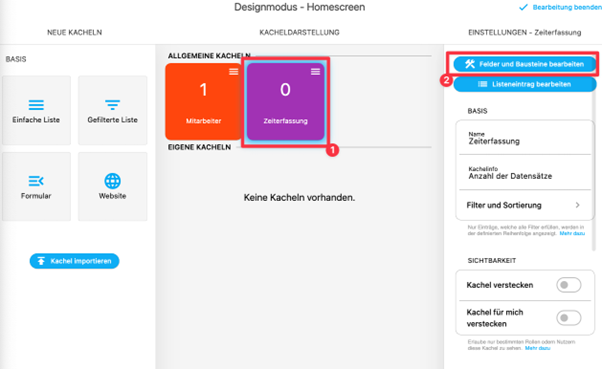 Designmodus - Homescreen
Bearbeitung beenden
NEUE KACHELN
KACHELDARSTELLUNG
EINSTELLUNGEN - Zeiterfassung
BASIS
Einfache Liste
Gefilterte Liste
Formular
Website
Kachel importieren
ALLGEMEINE KACHELN
1
Mitarbeiter
0
Zeiterfassung
1
EIGENE KACHELN
Keine Kacheln vorhanden.
Felder und Bausteine bearbeiten
2
Listeneintrag bearbeiten
BASIS
Name
Zeiterfassung
Kachelinfo
Anzahl der Datensätze
Filter und Sortierung
Nur Einträge, welche alle Filter erfüllen, werden in
der definierten Reihenfolge angezeigt. Mehr dazu
SICHTBARKEIT
Kachel verstecken
Kachel für mich
verstecken
Erlaube nur bestimmten Rollen oder Nutzern
diese Kachel zu sehen. Mehr dazu.